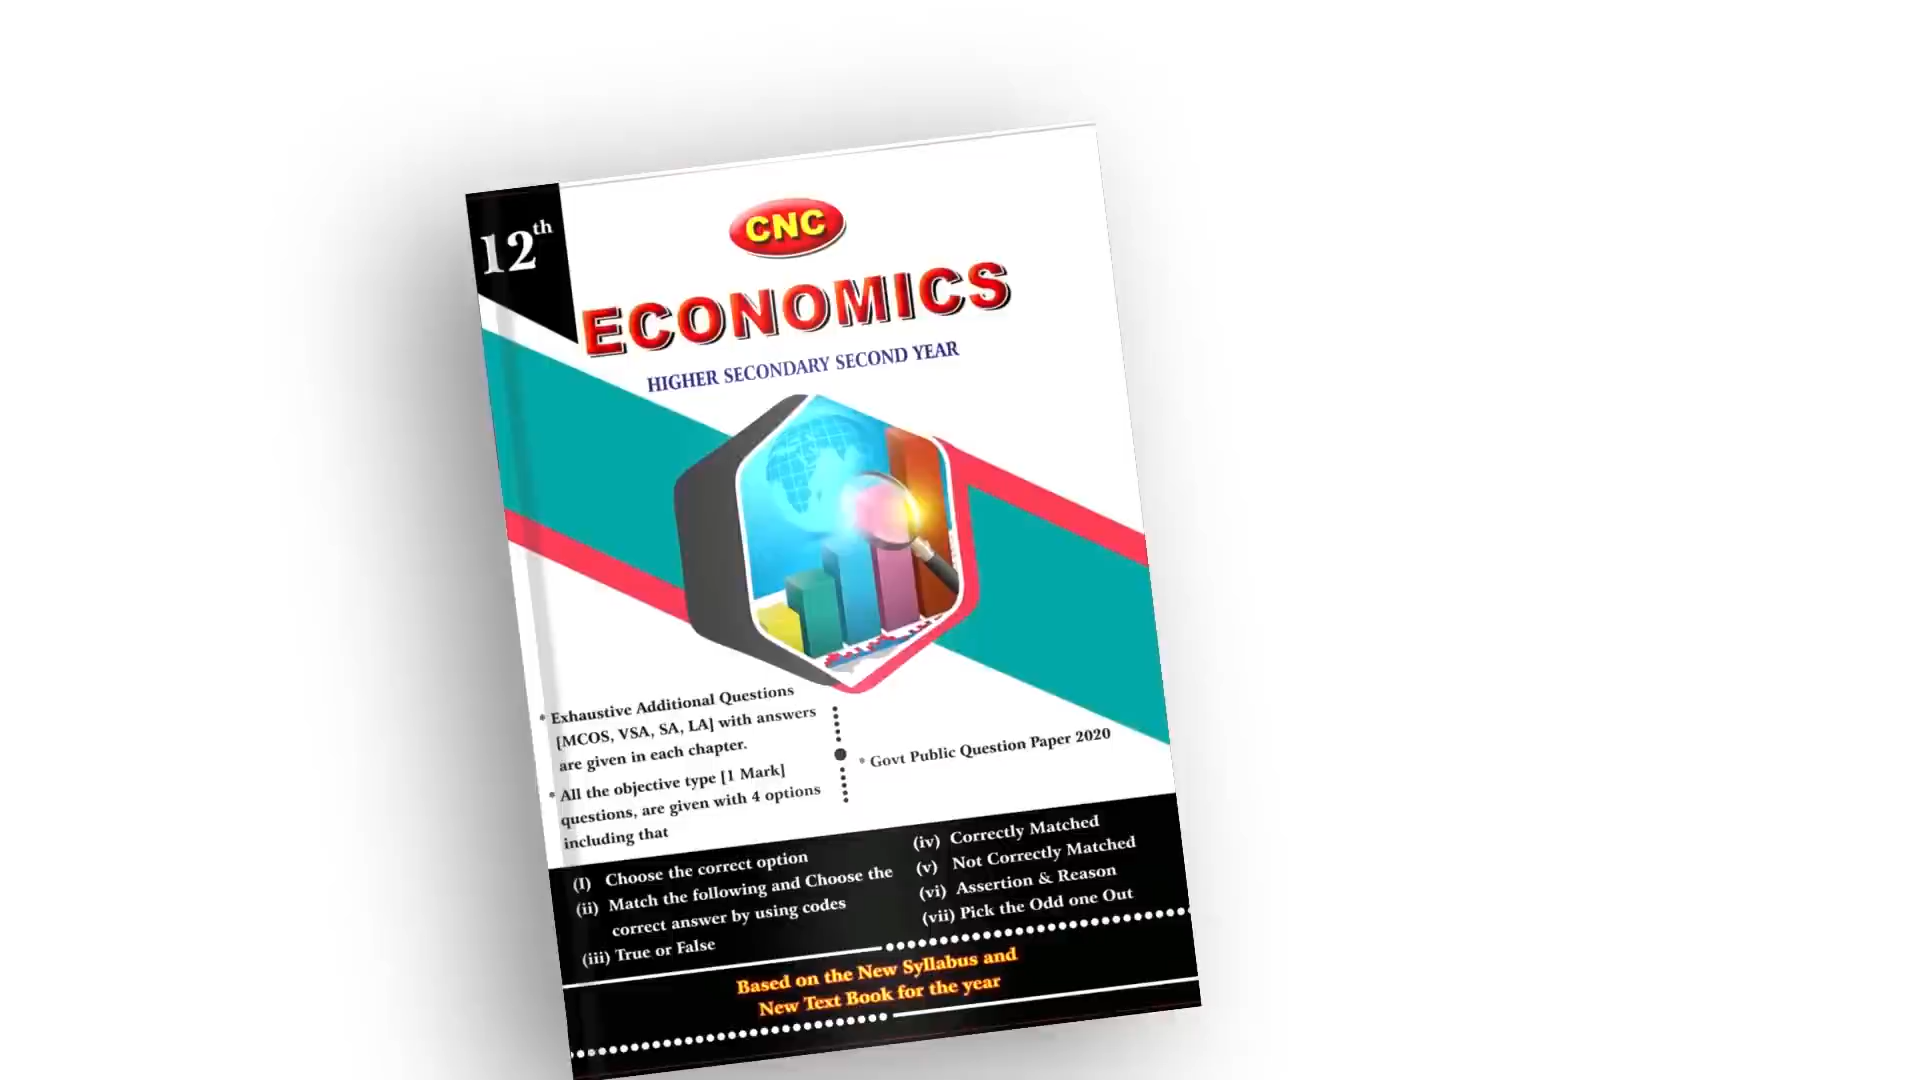 12th
CNC
ECONOMICS
HIGHER SECONDARY SECOND YEAR
* Exhaustive Additional Questions
[MCOS, VSA, SA, LA] with answers
are given in each chapter.
* All the objective type [1 Mark]
questions, are given with 4 options
including that
* Govt Public Question Paper 2020
(I) Choose the correct option
(ii) Match the following and Choose the
correct answer by using codes
(iii) True or False
(iv) Correctly Matched
(v) Not Correctly Matched
(vi) Assertion & Reason
(vii) Pick the Odd one Out
Based on the New Syllabus and
New Text Book for the year